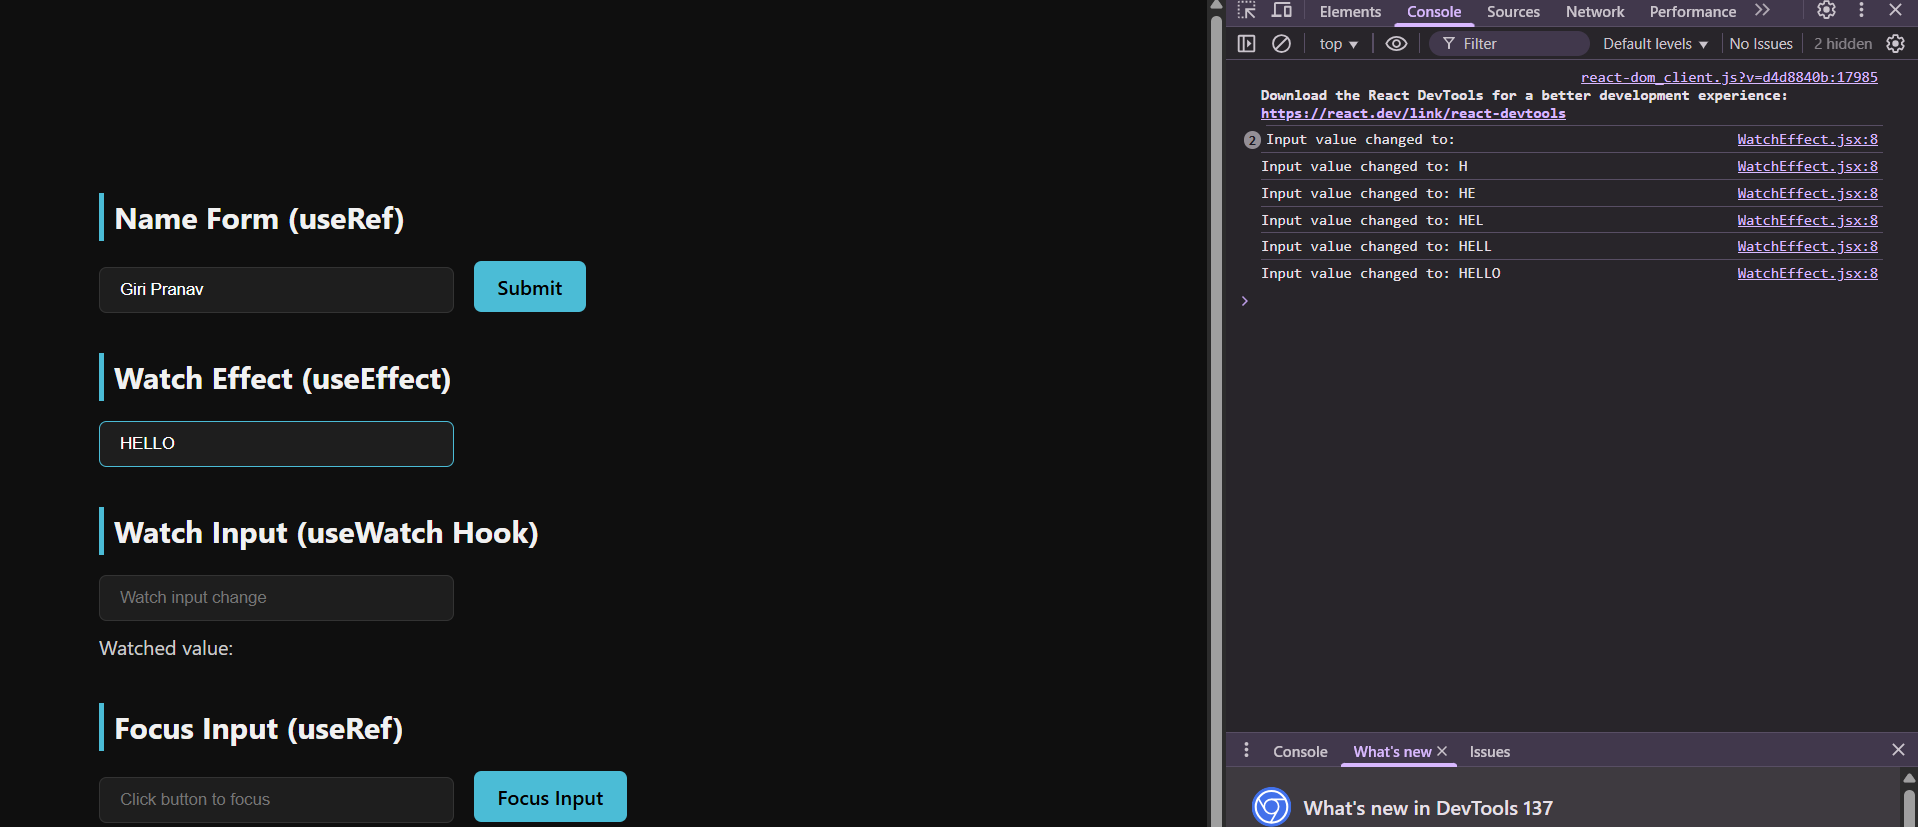 Name Form (useRef)
Giri Pranav
Submit
Watch Effect (useEffect)
HELLO
Watch Input (useWatch Hook)
Watch input change
Watched value:
Focus Input (useRef)
Click button to focus
Focus Input
Elements Console Sources Network Performance
top Filter Default levels No Issues 2 hidden
react-dom_client.js?v=d4d8840b:17985
Download the React DevTools for a better development experience:
https://react.dev/link/react-devtools
2 Input value changed to: WatchEffect.jsx:8
Input value changed to: H WatchEffect.jsx:8
Input value changed to: HE WatchEffect.jsx:8
Input value changed to: HEL WatchEffect.jsx:8
Input value changed to: HELL WatchEffect.jsx:8
Input value changed to: HELLO WatchEffect.jsx:8
Console What's new Issues
What's new in DevTools 137